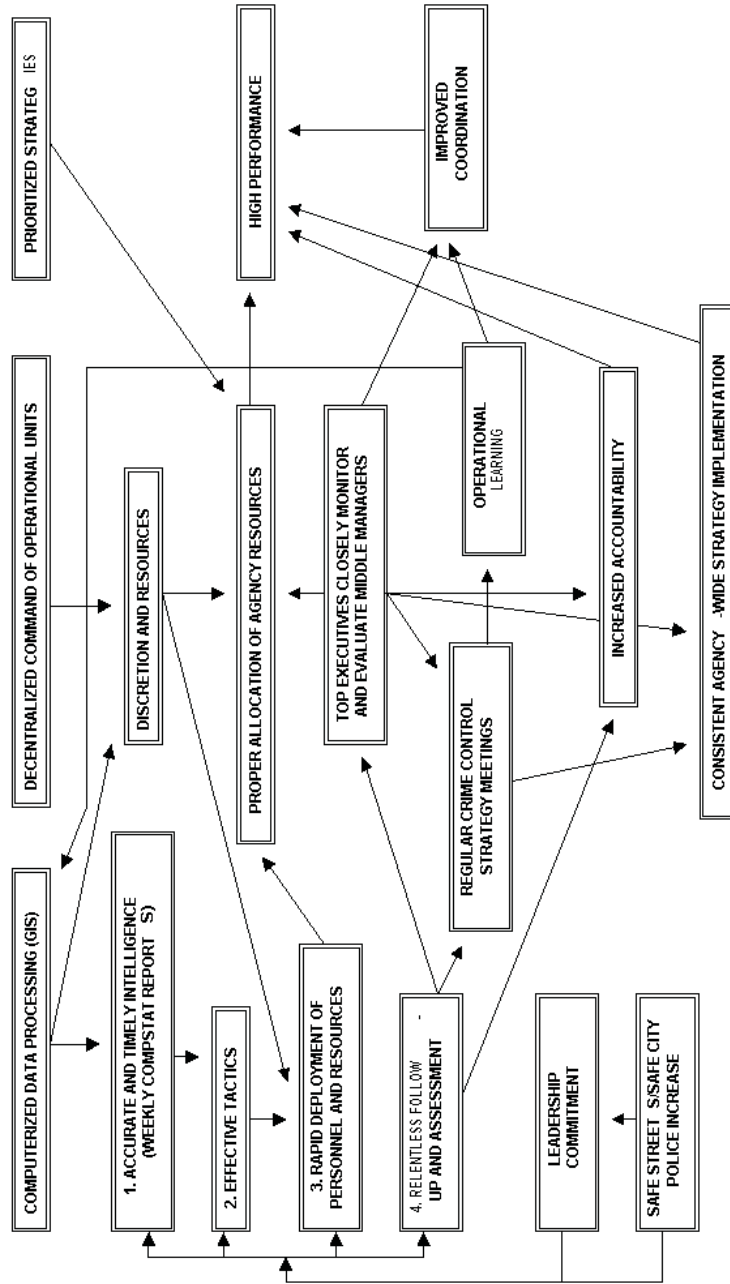 COMPUTERIZED DATA PROCESSING (GIS)
DECENTRALIZED COMMAND OF OPERATIONAL UNITS
PRIORITIZED STRATEG IES
1. ACCURATE AND TIMELY INTELLIGENCE
(WEEKLY COMPSTAT REPORT S)
DISCRETION AND RESOURCES
2. EFFECTIVE TACTICS
PROPER ALLOCATION OF AGENCY RESOURCES
HIGH PERFORMANCE
3. RAPID DEPLOYMENT OF
PERSONNEL AND RESOURCES
TOP EXECUTIVES CLOSELY MONITOR
AND EVALUATE MIDDLE MANAGERS
4. RELENTLESS FOLLOW -
UP AND ASSESSMENT
IMPROVED
COORDINATION
OPERATIONAL
LEARNING
REGULAR CRIME CONTROL
STRATEGY MEETINGS
LEADERSHIP
COMMITMENT
INCREASED ACCOUNTABILITY
SAFE STREET S/SAFE CITY
POLICE INCREASE
CONSISTENT AGENCY -WIDE STRATEGY IMPLEMENTATION